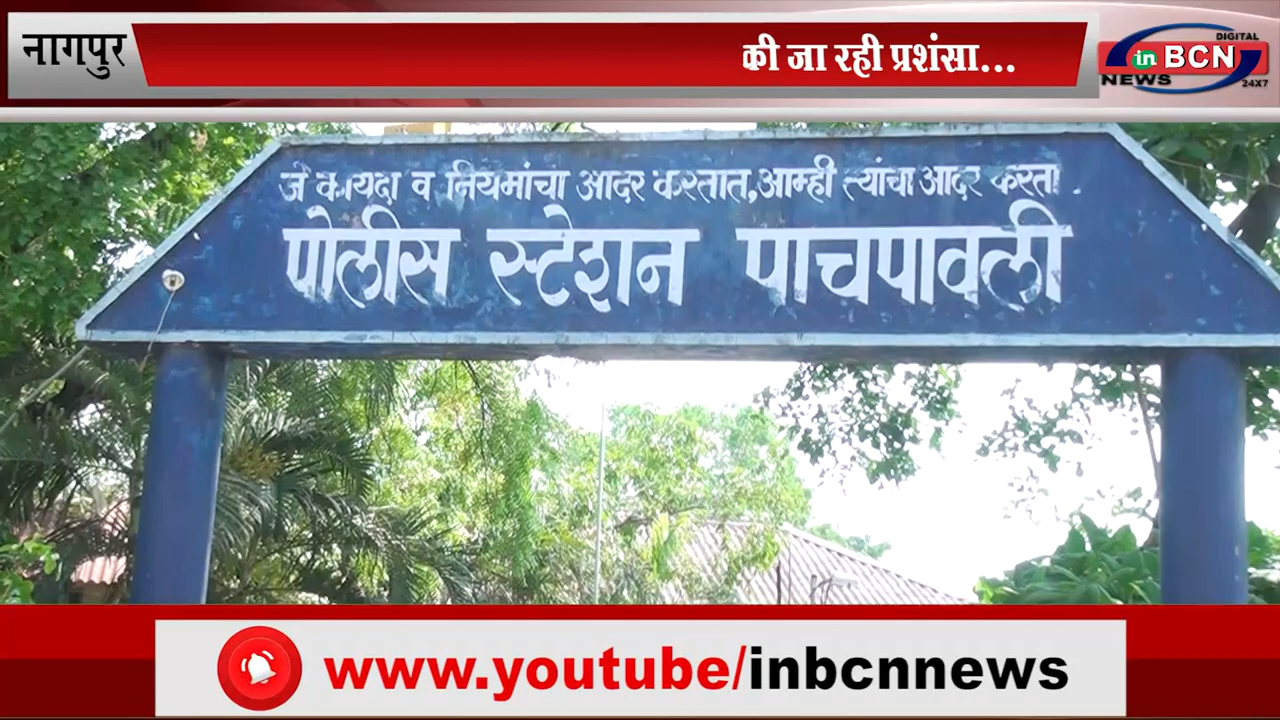 नागपुर
की जा रही प्रशंसा...
DIGITAL
in BCN
NEWS
24X7
जे कायदा व नियमांचा आदर करतात,आम्ही त्यांचा आदर करता
पोलीस स्टेशन पाचपावली
www.youtube/inbcnnews